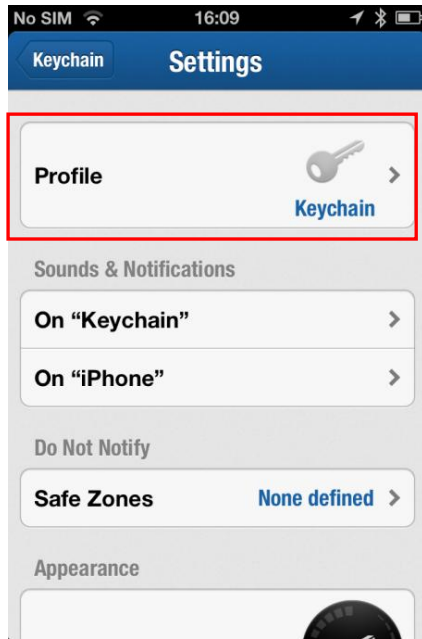 No SIM 16:09
Keychain Settings
Profile
Keychain
Sounds & Notifications
On “Keychain”
On “iPhone”
Do Not Notify
Safe Zones None defined
Appearance